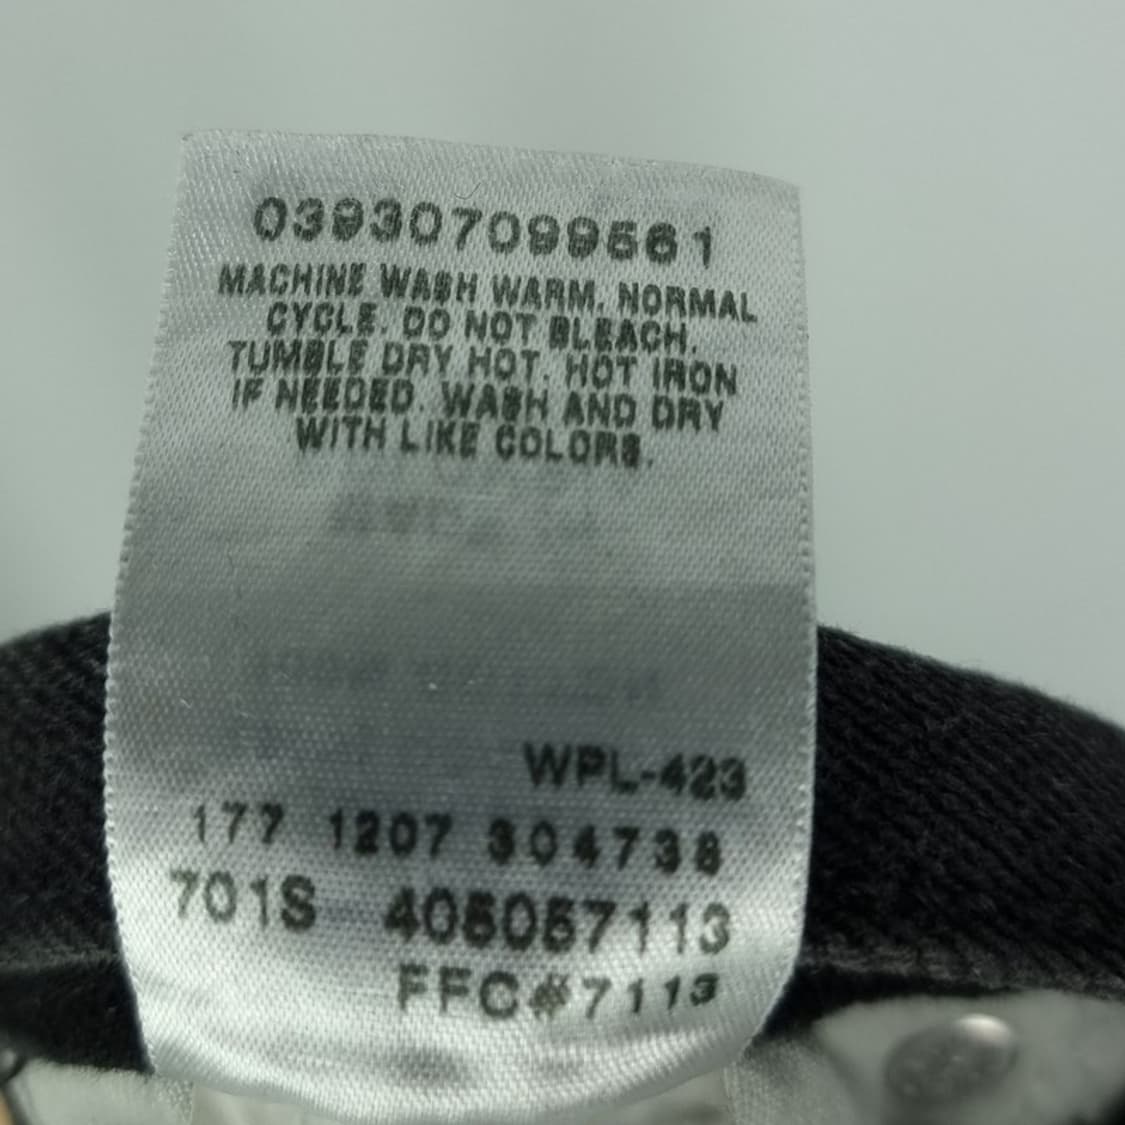 039307099561
MACHINE WASH WARM. NORMAL
CYCLE. DO NOT BLEACH.
TUMBLE DRY HOT. HOT IRON
IF NEEDED. WASH AND DRY
WITH LIKE COLORS.
WPL-423
177 1207 304738
701S 405057113
FFC#7113